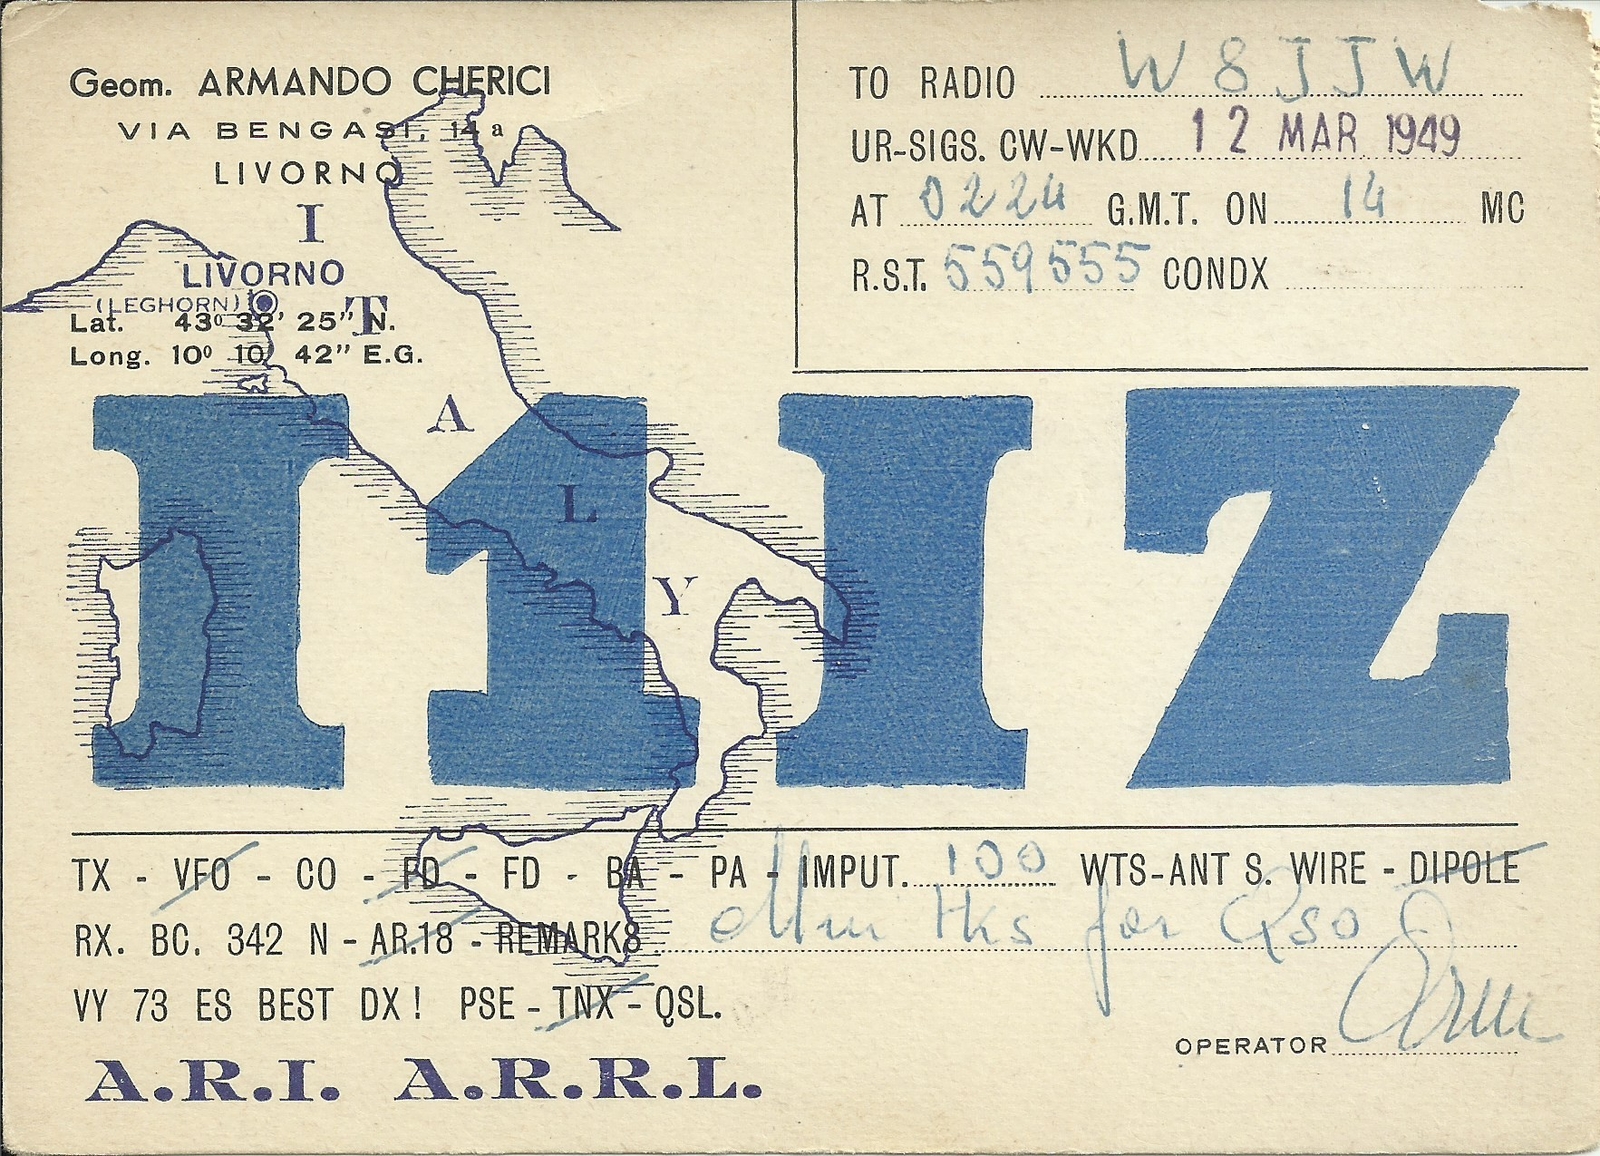 Geom. ARMANDO CHERICI
VIA BENGASI, 14 a
LIVORNO
TO RADIO W8JJW
UR-SIGS. CW-WKD 12 MAR 1949
AT 0224 G.M.T. ON 14 MC
R.S.T. 559555 CONDX
I
T
A
L
Y
LIVORNO
(LEGHORN)
Lat. 43⁰ 32' 25" N.
Long. 10⁰ 10' 42" E.G.
I1IZ
TX - VFO - CO - FD - FD - BA - PA - IMPUT. 100 WTS-ANT S. WIRE - DIPOLE
RX. BC. 342 N - AR.18 - REMARKS Mni tks for Qso
VY 73 ES BEST DX! PSE - TNX - QSL.
OPERATOR
A.R.I. A.R.R.L.